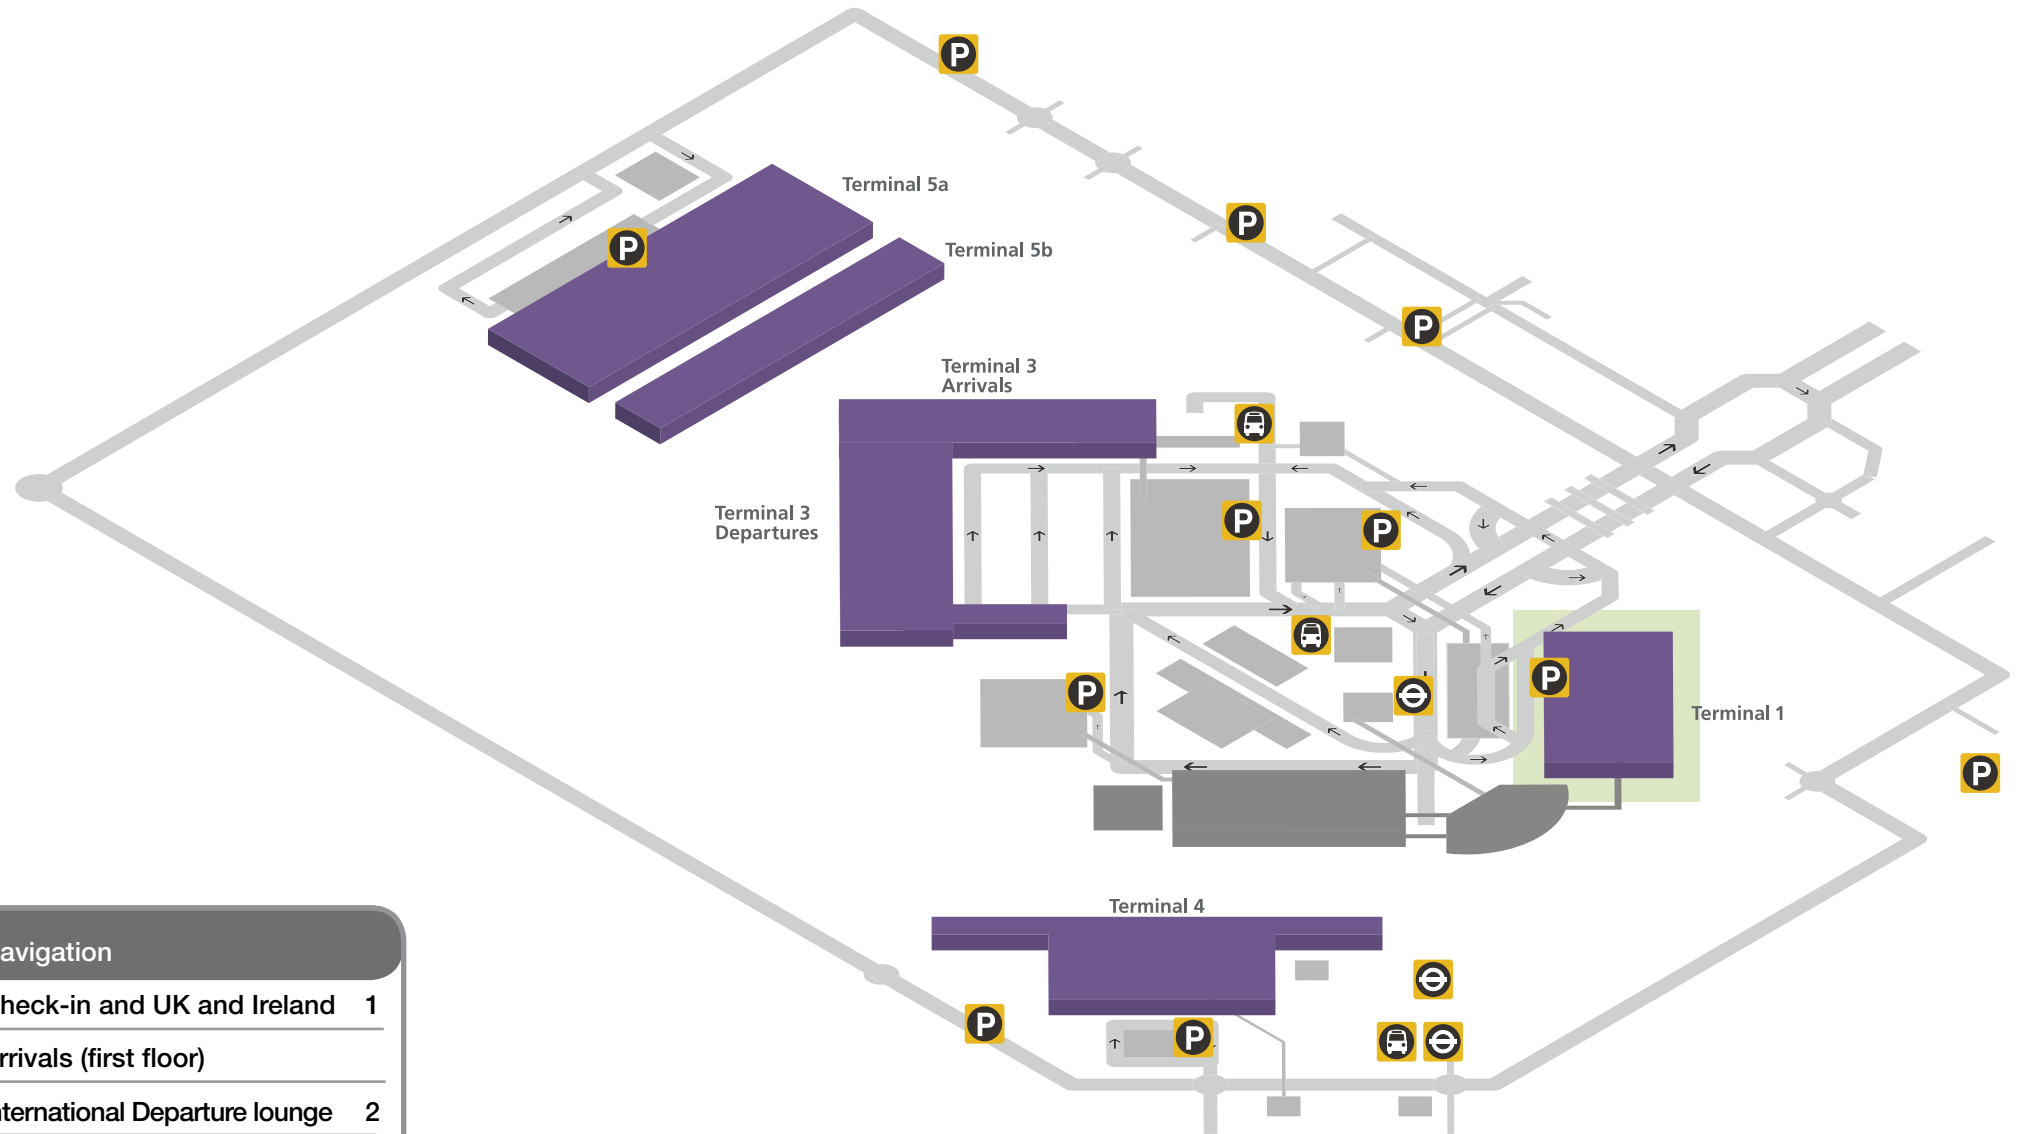 P
P
Terminal 5a
P
P
Terminal 5b
P
Terminal 3
Arrivals
Terminal 3
Departures
P
P
P
P
Terminal 1
P
Terminal 4
avigation
heck-in and UK and Ireland 1
rrivals (first floor)
nternational Departure lounge 2
P
P